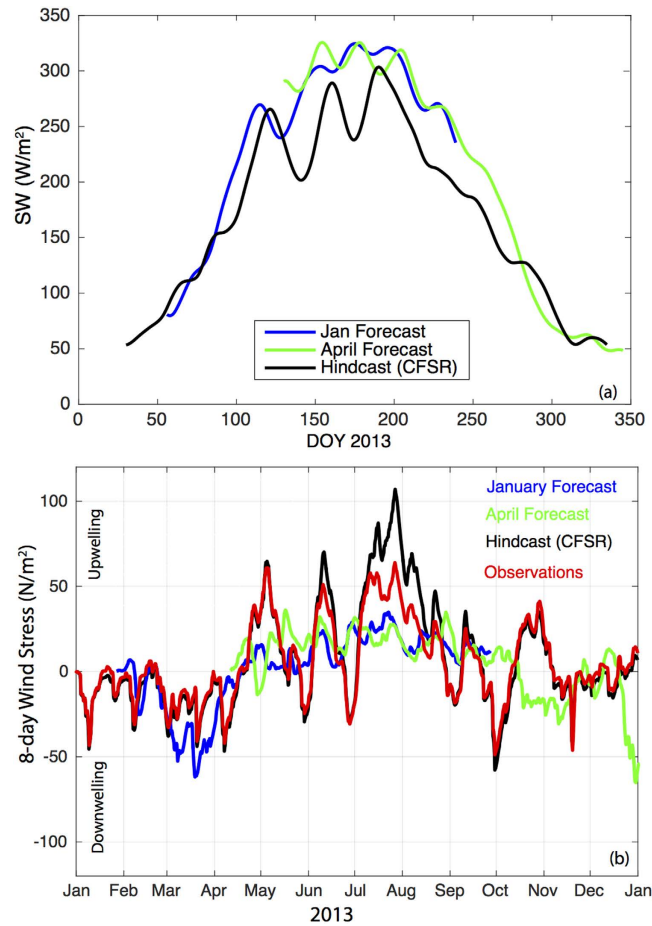 350
300
250
200
150
100
50
0
SW (W/m²)
Jan Forecast
April Forecast
Hindcast (CFSR)
(a)
0 50 100 150 200 250 300 350
DOY 2013
100
50
0
-50
-100
8-day Wind Stress (N/m²)
Upwelling
Downwelling
January Forecast
April Forecast
Hindcast (CFSR)
Observations
(b)
Jan Feb Mar Apr May Jun Jul Aug Sep Oct Nov Dec Jan
2013